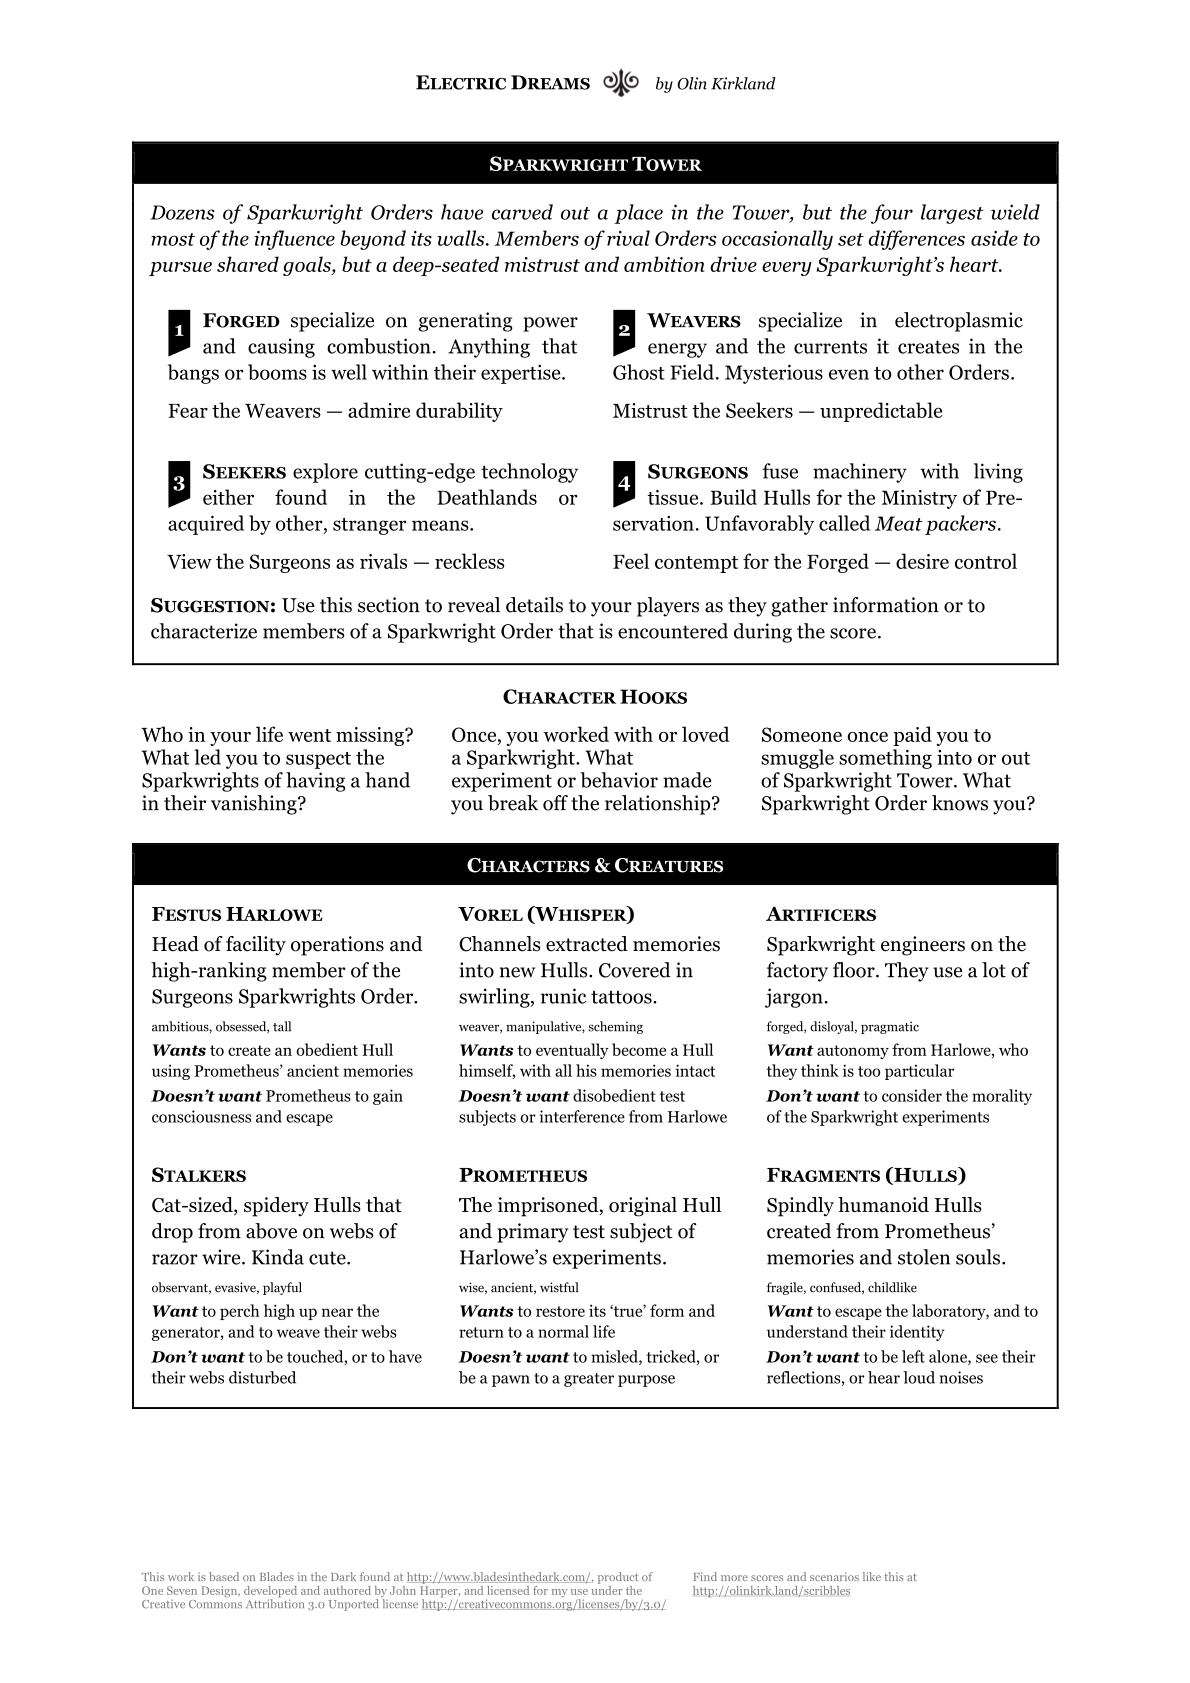 ELECTRIC DREAMS by Olin Kirkland
SPARKWRIGHT TOWER
Dozens of Sparkwright Orders have carved out a place in the Tower, but the four largest wield
most of the influence beyond its walls. Members of rival Orders occasionally set differences aside to
pursue shared goals, but a deep-seated mistrust and ambition drive every Sparkwright’s heart.
1 FORGED specialize on generating power
and causing combustion. Anything that
bangs or booms is well within their expertise.
Fear the Weavers — admire durability
2 WEAVERS specialize in electroplasmic
energy and the currents it creates in the
Ghost Field. Mysterious even to other Orders.
Mistrust the Seekers — unpredictable
3 SEEKERS explore cutting-edge technology
either found in the Deathlands or
acquired by other, stranger means.
View the Surgeons as rivals — reckless
4 SURGEONS fuse machinery with living
tissue. Build Hulls for the Ministry of Pre-
servation. Unfavorably called Meat packers.
Feel contempt for the Forged — desire control
SUGGESTION: Use this section to reveal details to your players as they gather information or to
characterize members of a Sparkwright Order that is encountered during the score.
CHARACTER HOOKS
Who in your life went missing?
What led you to suspect the
Sparkwrights of having a hand
in their vanishing?
Once, you worked with or loved
a Sparkwright. What
experiment or behavior made
you break off the relationship?
Someone once paid you to
smuggle something into or out
of Sparkwright Tower. What
Sparkwright Order knows you?
CHARACTERS & CREATURES
FESTUS HARLOWE
Head of facility operations and
high-ranking member of the
Surgeons Sparkwrights Order.
ambitious, obsessed, tall
Wants to create an obedient Hull
using Prometheus’ ancient memories
Doesn’t want Prometheus to gain
consciousness and escape
VOREL (WHISPER)
Channels extracted memories
into new Hulls. Covered in
swirling, runic tattoos.
weaver, manipulative, scheming
Wants to eventually become a Hull
himself, with all his memories intact
Doesn’t want disobedient test
subjects or interference from Harlowe
ARTIFICERS
Sparkwright engineers on the
factory floor. They use a lot of
jargon.
forged, disloyal, pragmatic
Want autonomy from Harlowe, who
they think is too particular
Don’t want to consider the morality
of the Sparkwright experiments
STALKERS
Cat-sized, spidery Hulls that
drop from above on webs of
razor wire. Kinda cute.
observant, evasive, playful
Want to perch high up near the
generator, and to weave their webs
Don’t want to be touched, or to have
their webs disturbed
PROMETHEUS
The imprisoned, original Hull
and primary test subject of
Harlowe’s experiments.
wise, ancient, wistful
Wants to restore its ‘true’ form and
return to a normal life
Doesn’t want to misled, tricked, or
be a pawn to a greater purpose
FRAGMENTS (HULLS)
Spindly humanoid Hulls
created from Prometheus’
memories and stolen souls.
fragile, confused, childlike
Want to escape the laboratory, and to
understand their identity
Don’t want to be left alone, see their
reflections, or hear loud noises
This work is based on Blades in the Dark found at http://www.bladesinthedark.com/, product of
One Seven Design, developed and authored by John Harper, and licensed for my use under the
Creative Commons Attribution 3.0 Unported license http://creativecommons.org/licenses/by/3.0/
Find more scores and scenarios like this at
http://olinkirk.land/scribbles